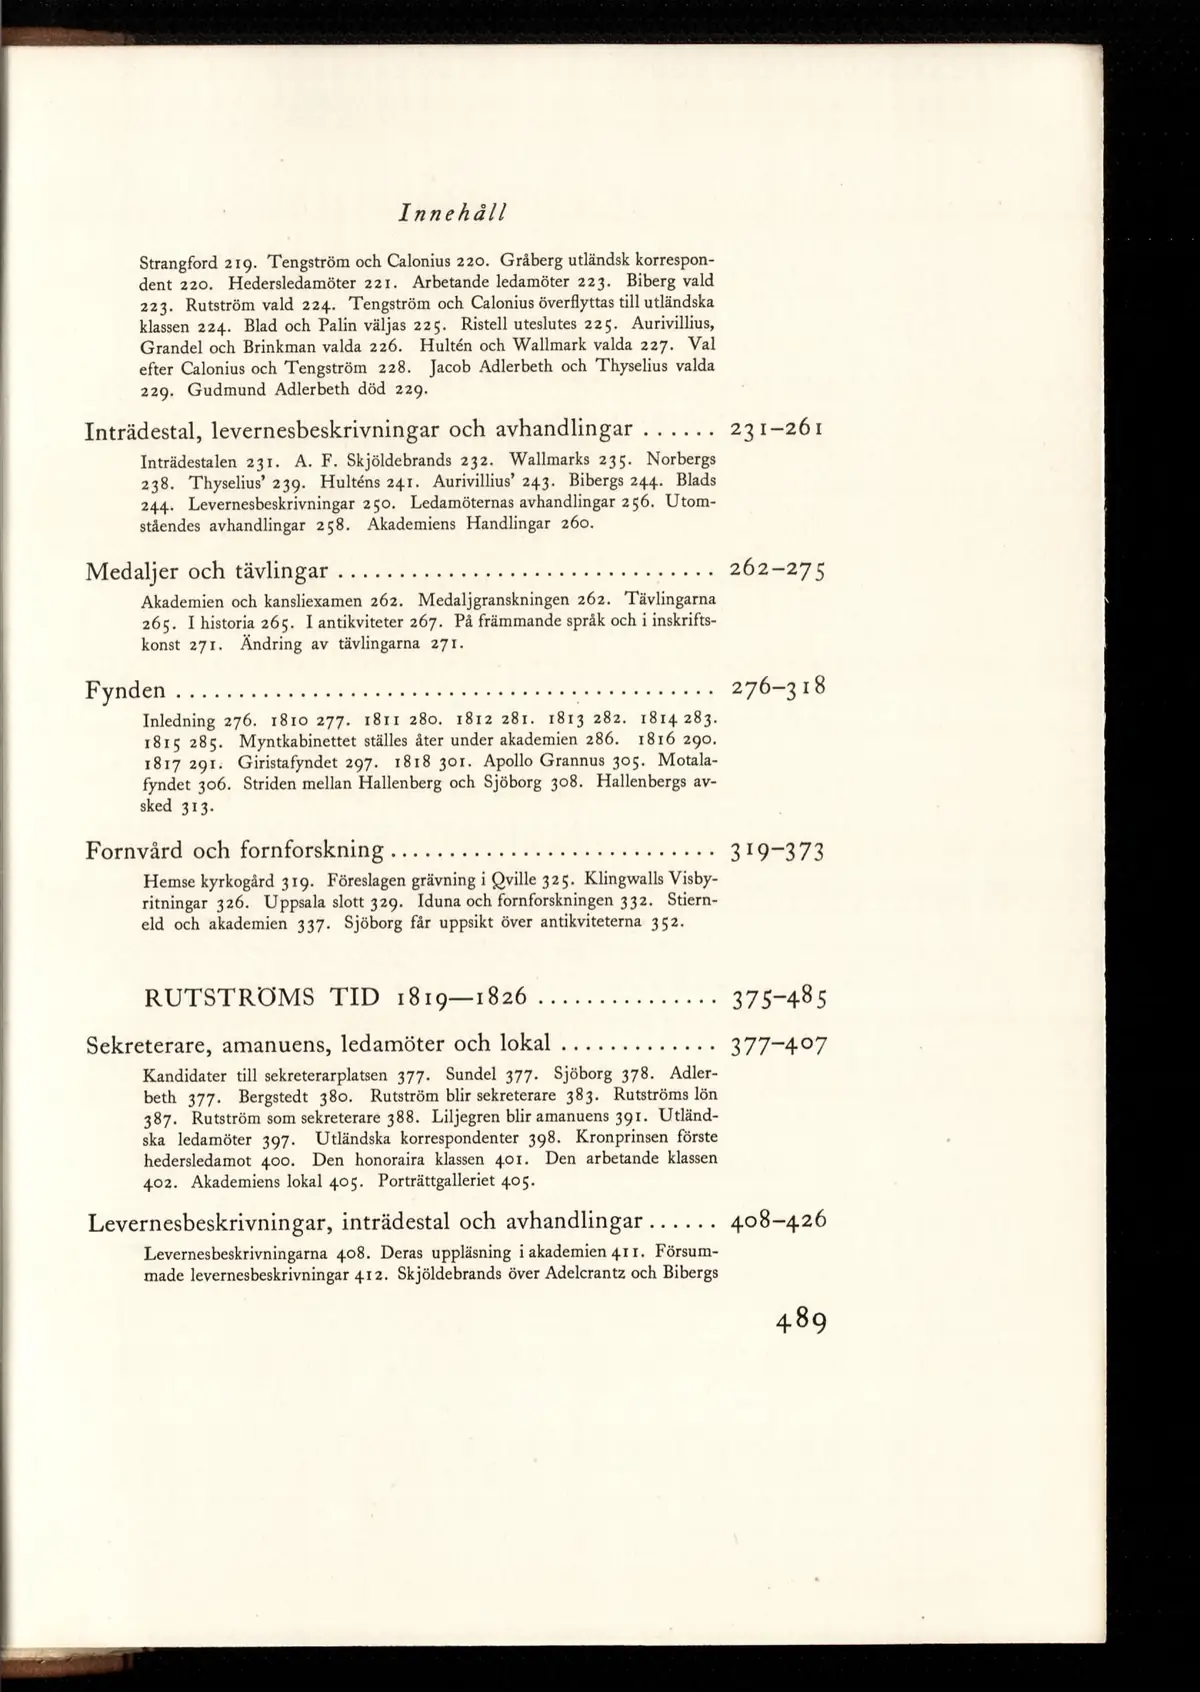 Innehåll
Strangford 219. Tengström och Calonius 220. Gråberg utländsk korrespon-
dent 220. Hedersledamöter 221. Arbetande ledamöter 223. Biberg vald
223. Rutström vald 224. Tengström och Calonius överflyttas till utländska
klassen 224. Blad och Palin väljas 225. Ristell uteslutes 225. Aurivillius,
Grandel och Brinkman valda 226. Hultén och Wallmark valda 227. Val
efter Calonius och Tengström 228. Jacob Adlerbeth och Thyselius valda
229. Gudmund Adlerbeth död 229.
Inträdestal, levernesbeskrivningar och avhandlingar ...... 231–261
Inträdestalen 231. A. F. Skjöldebrands 232. Wallmarks 235. Norbergs
238. Thyselius’ 239. Hulténs 241. Aurivillius’ 243. Bibergs 244. Blads
244. Levernesbeskrivningar 250. Ledamöternas avhandlingar 256. Utom-
ståendes avhandlingar 258. Akademiens Handlingar 260.
Medaljer och tävlingar ............................... 262–275
Akademien och kansliexamen 262. Medaljgranskningen 262. Tävlingarna
265. I historia 265. I antikviteter 267. På främmande språk och i inskrifts-
konst 271. Ändring av tävlingarna 271.
Fynden ............................................ 276–318
Inledning 276. 1810 277. 1811 280. 1812 281. 1813 282. 1814 283.
1815 285. Myntkabinettet ställes åter under akademien 286. 1816 290.
1817 291. Giristafyndet 297. 1818 301. Apollo Grannus 305. Motala-
fyndet 306. Striden mellan Hallenberg och Sjöborg 308. Hallenbergs av-
sked 313.
Fornvård och fornforskning ........................... 319–373
Hemse kyrkogård 319. Föreslagen grävning i Qville 325. Klingwalls Visby-
ritningar 326. Uppsala slott 329. Iduna och fornforskningen 332. Stiern-
eld och akademien 337. Sjöborg får uppsikt över antikviteterna 352.
RUTSTRÖMS TID 1819—1826 ............... 375–485
Sekreterare, amanuens, ledamöter och lokal ............. 377–407
Kandidater till sekreterarplatsen 377. Sundel 377. Sjöborg 378. Adler-
beth 377. Bergstedt 380. Rutström blir sekreterare 383. Rutströms lön
387. Rutström som sekreterare 388. Liljegren blir amanuens 391. Utländ-
ska ledamöter 397. Utländska korrespondenter 398. Kronprinsen förste
hedersledamot 400. Den honoraira klassen 401. Den arbetande klassen
402. Akademiens lokal 405. Porträttgalleriet 405.
Levernesbeskrivningar, inträdestal och avhandlingar ...... 408–426
Levernesbeskrivningarna 408. Deras uppläsning i akademien 411. Försum-
made levernesbeskrivningar 412. Skjöldebrands över Adelcrantz och Bibergs
489